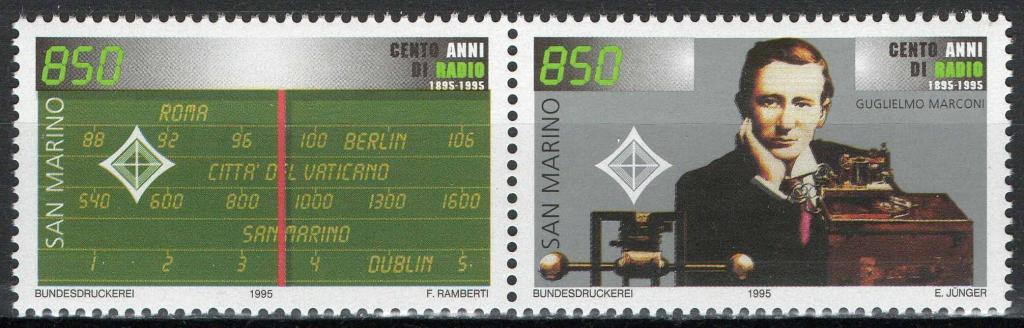 850
CENTO ANNI
DI RADIO
1895-1995
SAN MARINO
ROMA
88 92 96 100 BERLIN 106
CITTA' DEL VATICANO
540 600 800 1000 1300 1600
SAN MARINO
1 2 3 4 DUBLIN 5
BUNDESDRUCKEREI 1995 F. RAMBERTI
850
CENTO ANNI
DI RADIO
1895-1995
GUGLIELMO MARCONI
SAN MARINO
BUNDESDRUCKEREI 1995 E. JÜNGER